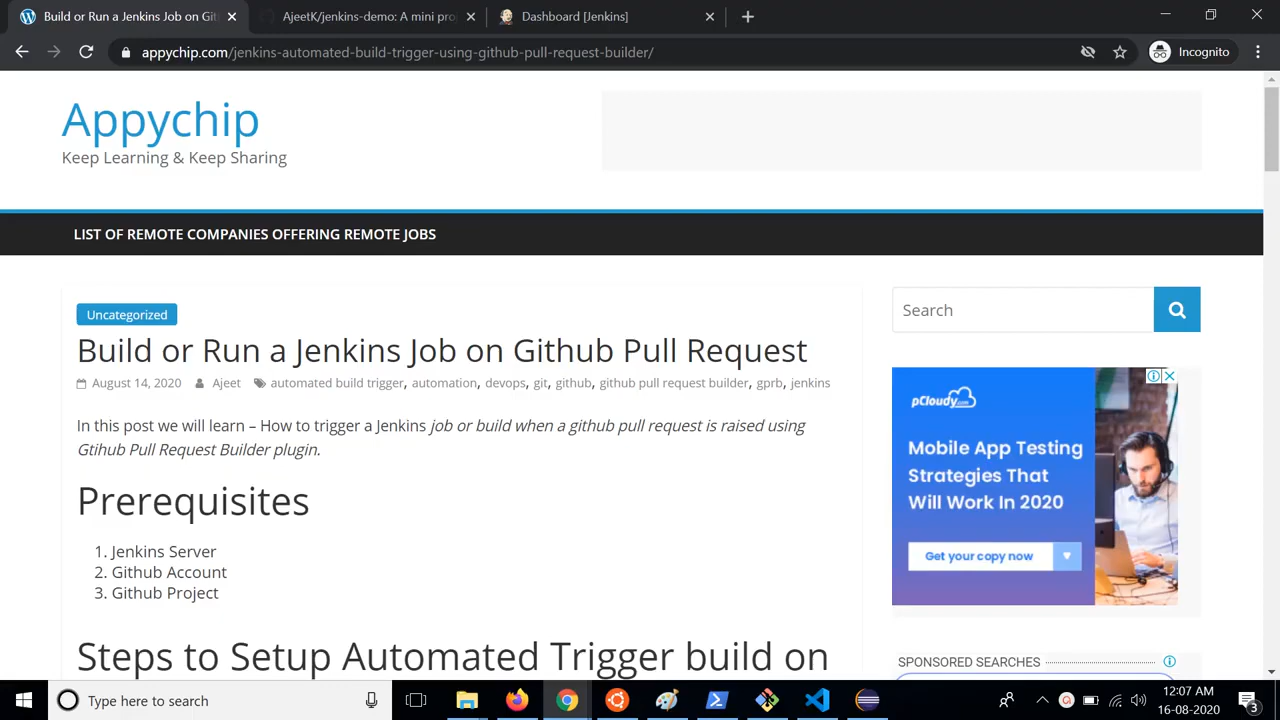 Build or Run a Jenkins Job on Git
AjeetK/jenkins-demo: A mini pro
Dashboard [Jenkins]
appychip.com/jenkins-automated-build-trigger-using-github-pull-request-builder/
Incognito
Appychip
Keep Learning & Keep Sharing
LIST OF REMOTE COMPANIES OFFERING REMOTE JOBS
Uncategorized
Build or Run a Jenkins Job on Github Pull Request
August 14, 2020 Ajeet automated build trigger, automation, devops, git, github, github pull request builder, gprb, jenkins
In this post we will learn – How to trigger a Jenkins job or build when a github pull request is raised using
Gtihub Pull Request Builder plugin.
Prerequisites
1. Jenkins Server
2. Github Account
3. Github Project
Steps to Setup Automated Trigger build on
Search
pCloudy.com
Mobile App Testing
Strategies That
Will Work In 2020
Get your copy now
SPONSORED SEARCHES
Type here to search
12:07 AM
16-08-2020
3